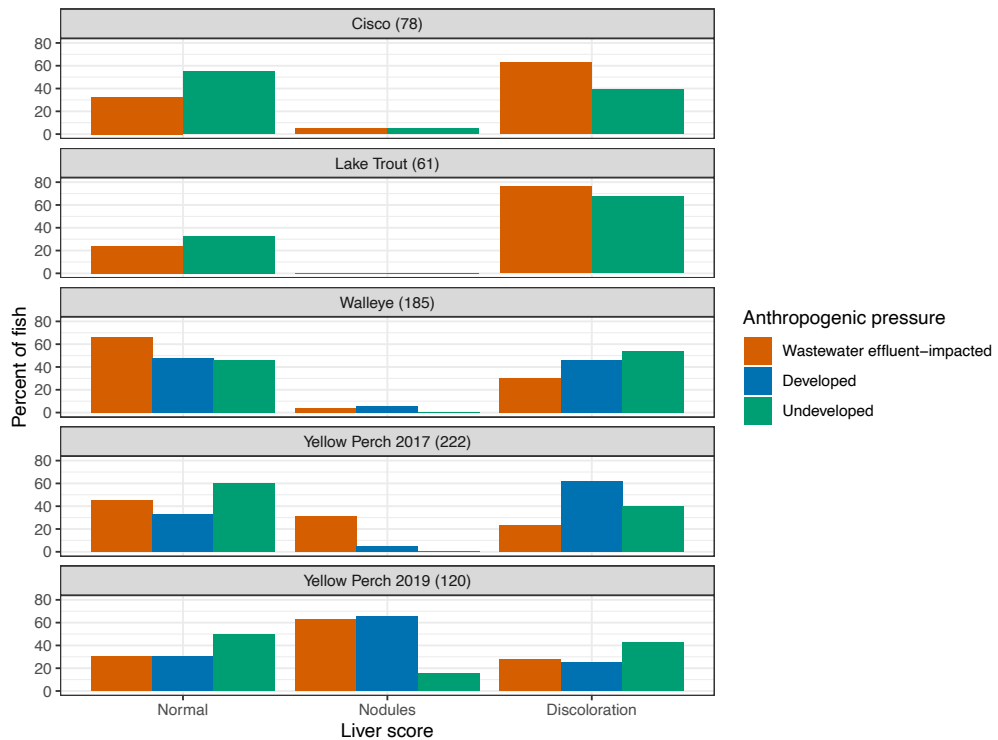 Cisco (78)
80
60
40
20
0
Lake Trout (61)
80
60
40
20
0
Walleye (185)
80
60
40
20
0
Yellow Perch 2017 (222)
80
60
40
20
0
Yellow Perch 2019 (120)
80
60
40
20
0
Normal Nodules Discoloration
Liver score
Percent of fish
Anthropogenic pressure
Wastewater effluent−impacted
Developed
Undeveloped